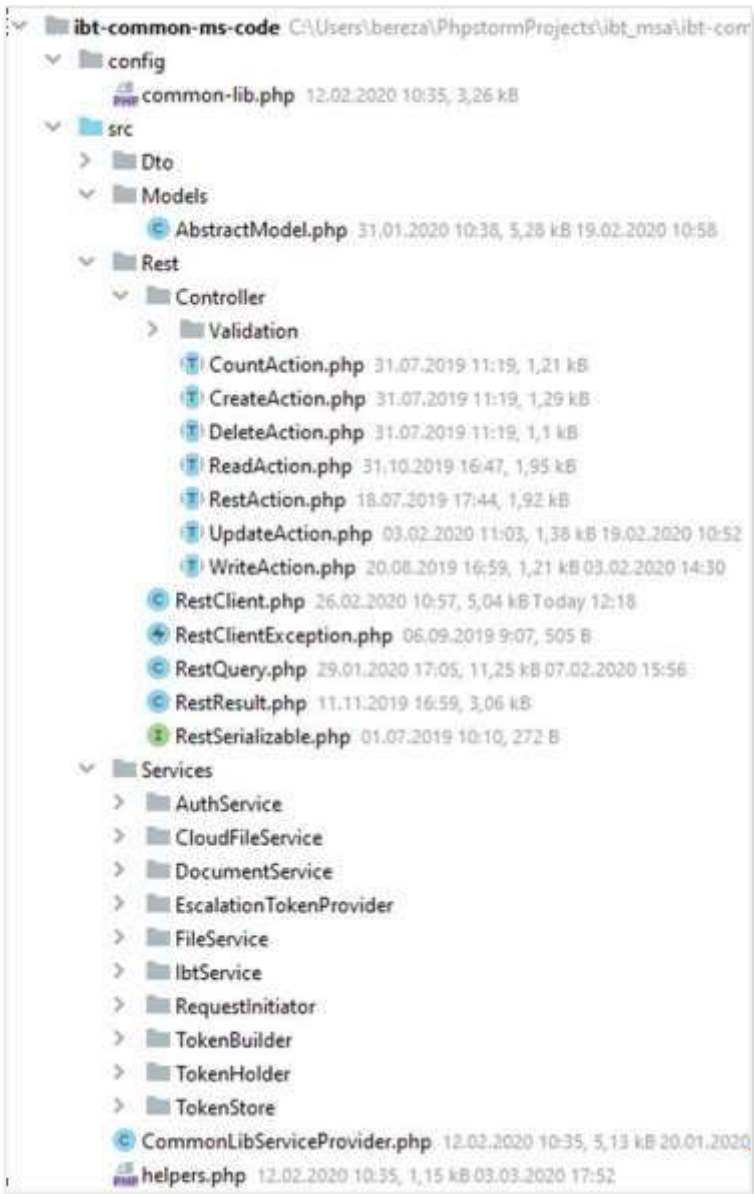 ibt-common-ms-code C:\Users\bereza\PhpstormProjects\ibt_msa\ibt-com
config
common-lib.php 12.02.2020 10:35, 3,26 kB
src
Dto
Models
AbstractModel.php 31.01.2020 10:38, 5,28 kB 19.02.2020 10:58
Rest
Controller
Validation
CountAction.php 31.07.2019 11:19, 1,21 kB
CreateAction.php 31.07.2019 11:19, 1,29 kB
DeleteAction.php 31.07.2019 11:19, 1,1 kB
ReadAction.php 31.10.2019 16:47, 1,95 kB
RestAction.php 18.07.2019 17:44, 1,92 kB
UpdateAction.php 03.02.2020 11:03, 1,38 kB 19.02.2020 10:52
WriteAction.php 20.08.2019 16:59, 1,21 kB 03.02.2020 14:30
RestClient.php 26.02.2020 10:57, 5,04 kB Today 12:18
RestClientException.php 06.09.2019 9:07, 505 B
RestQuery.php 29.01.2020 17:05, 11,25 kB 07.02.2020 15:56
RestResult.php 11.11.2019 16:59, 3,06 kB
RestSerializable.php 01.07.2019 10:10, 272 B
Services
AuthService
CloudFileService
DocumentService
EscalationTokenProvider
FileService
IbtService
RequestInitiator
TokenBuilder
TokenHolder
TokenStore
CommonLibServiceProvider.php 12.02.2020 10:35, 5,13 kB 20.01.2020
helpers.php 12.02.2020 10:35, 1,15 kB 03.03.2020 17:52